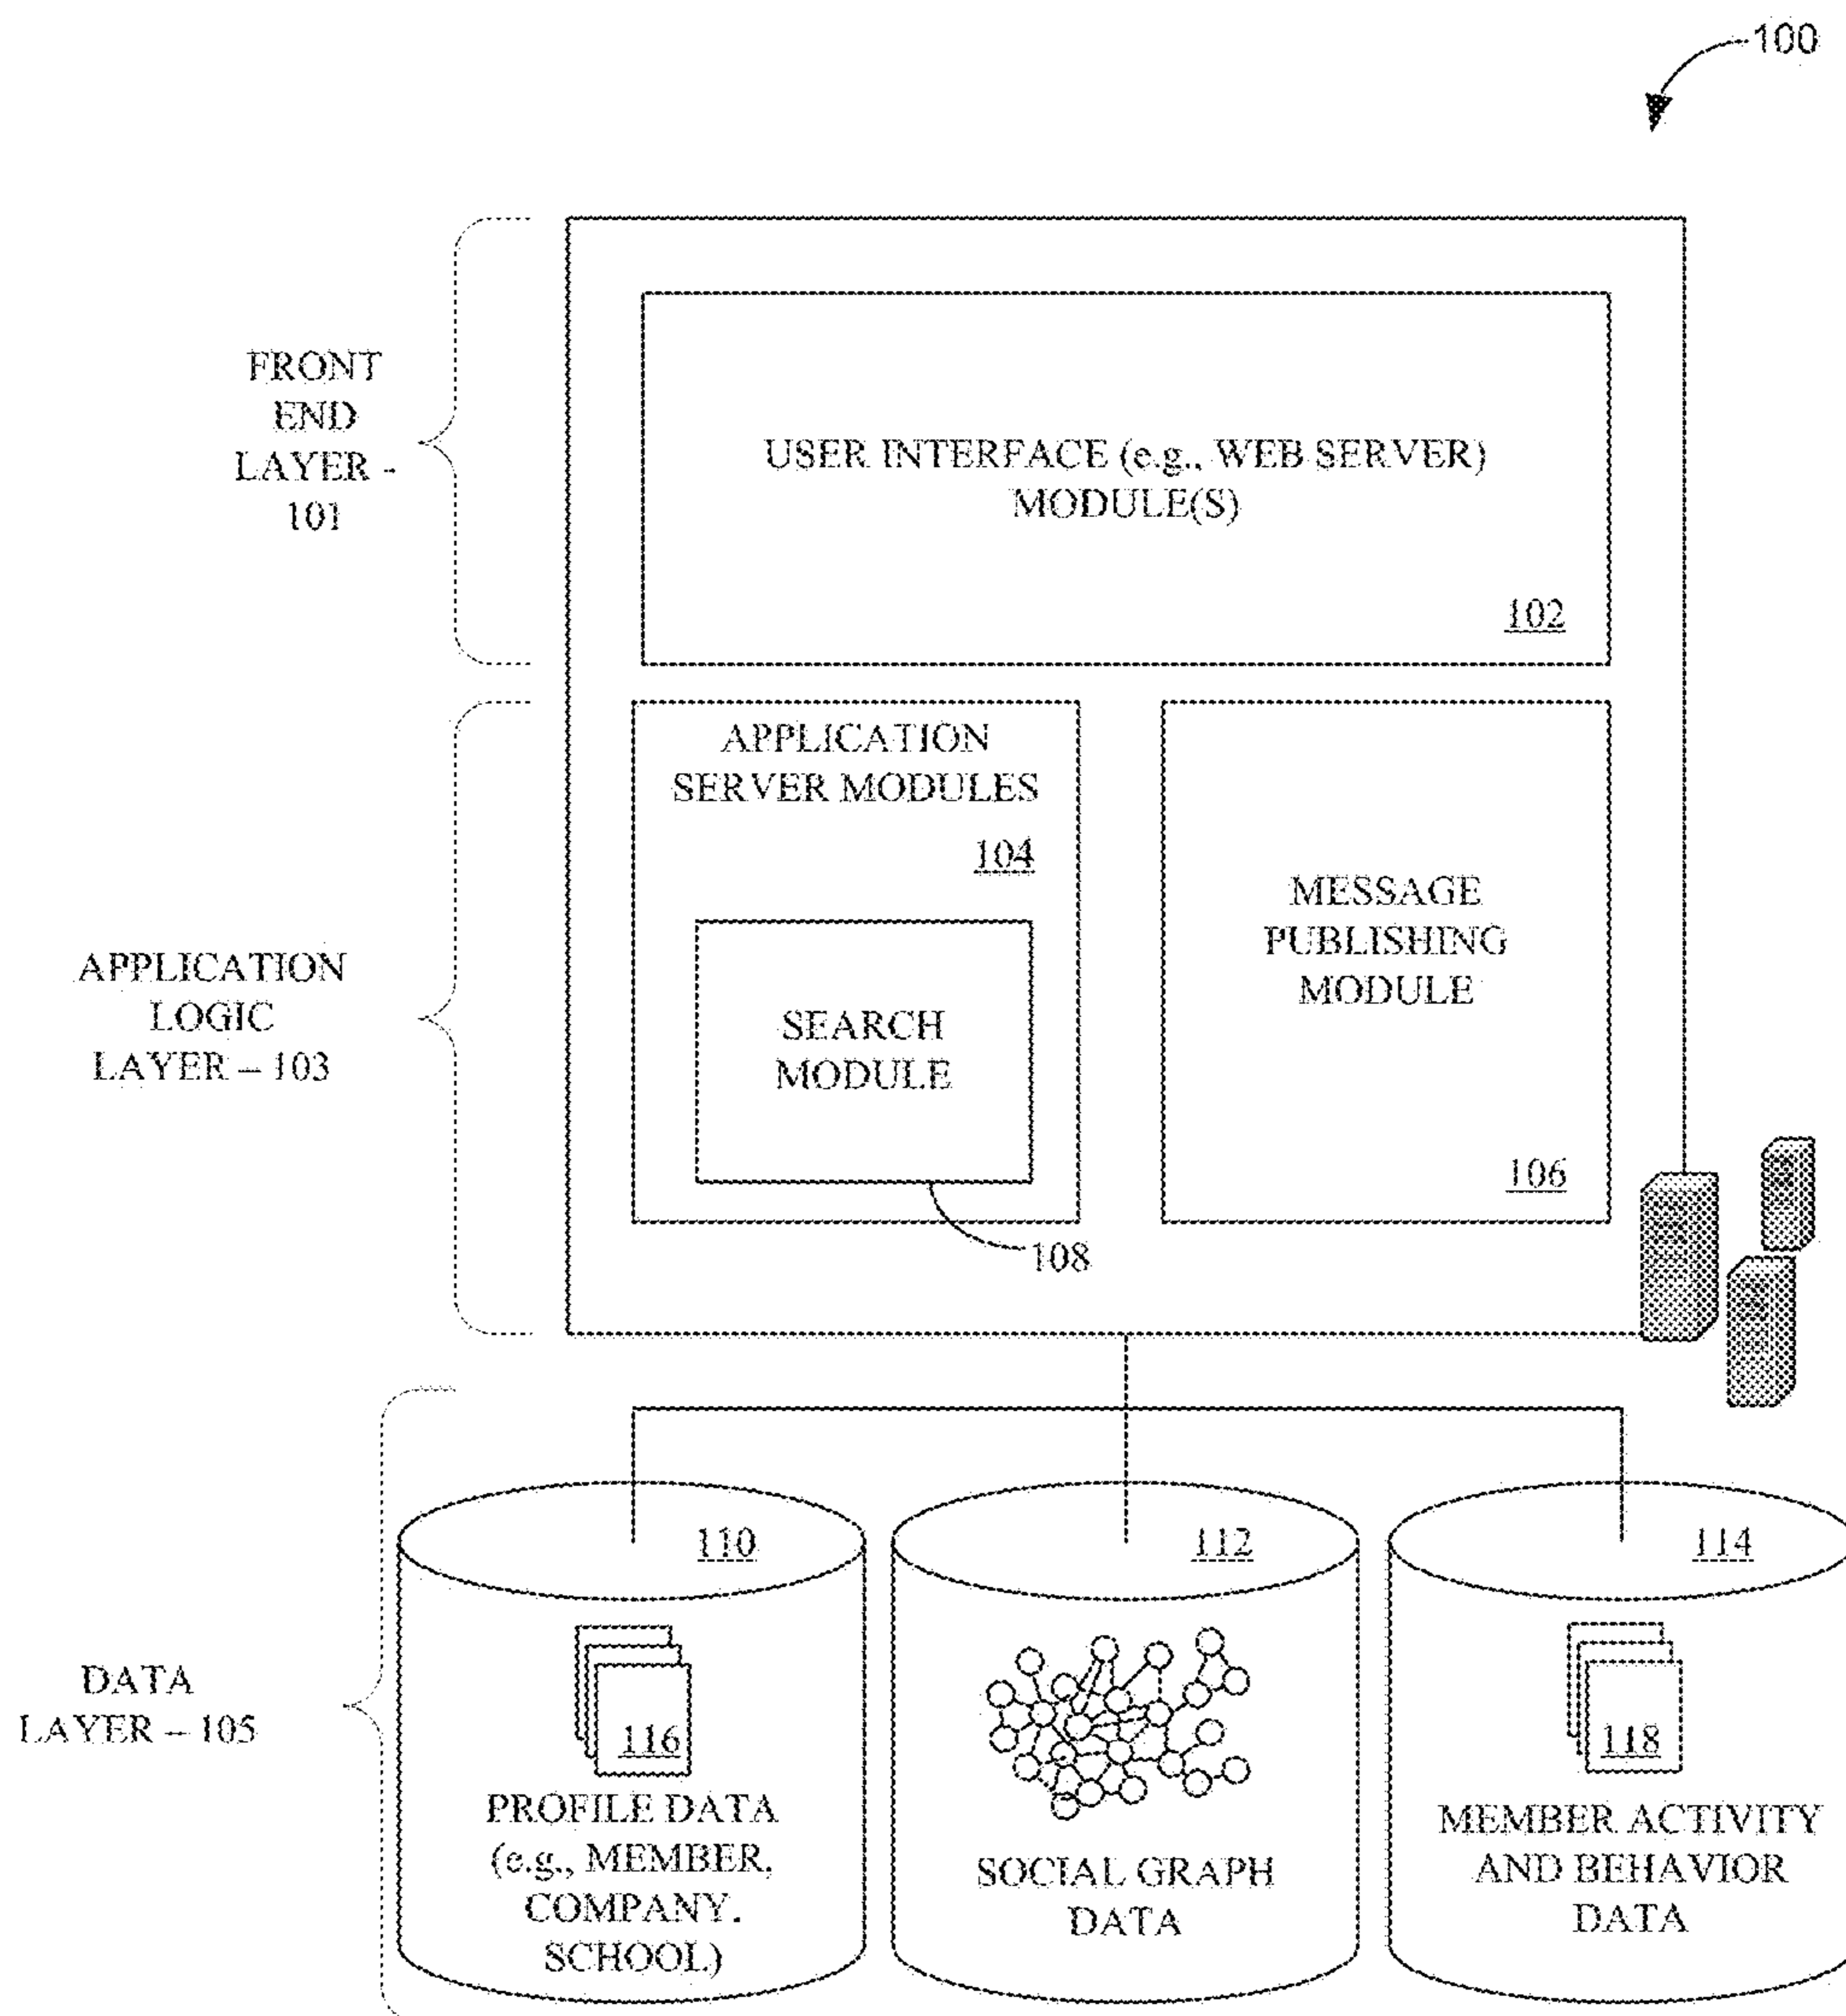 100
FRONT
END
LAYER -
101
USER INTERFACE (e.g., WEB SERVER)
MODULE(S)
102
APPLICATION
LOGIC
LAYER – 103
APPLICATION
SERVER MODULES
104
SEARCH
MODULE
108
MESSAGE
PUBLISHING
MODULE
106
DATA
LAYER – 105
110
116
PROFILE DATA
(e.g., MEMBER,
COMPANY.
SCHOOL)
112
SOCIAL GRAPH
DATA
114
118
MEMBER ACTIVITY
AND BEHAVIOR
DATA